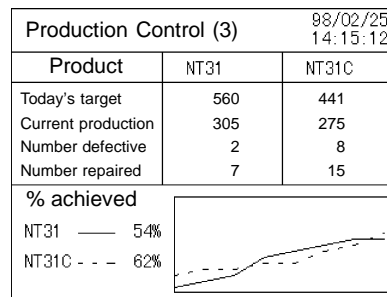 Production Control (3) 98/02/25
14:15:12
Product NT31 NT31C
Today's target 560 441
Current production 305 275
Number defective 2 8
Number repaired 7 15
% achieved
NT31 —— 54%
NT31C - - - 62%